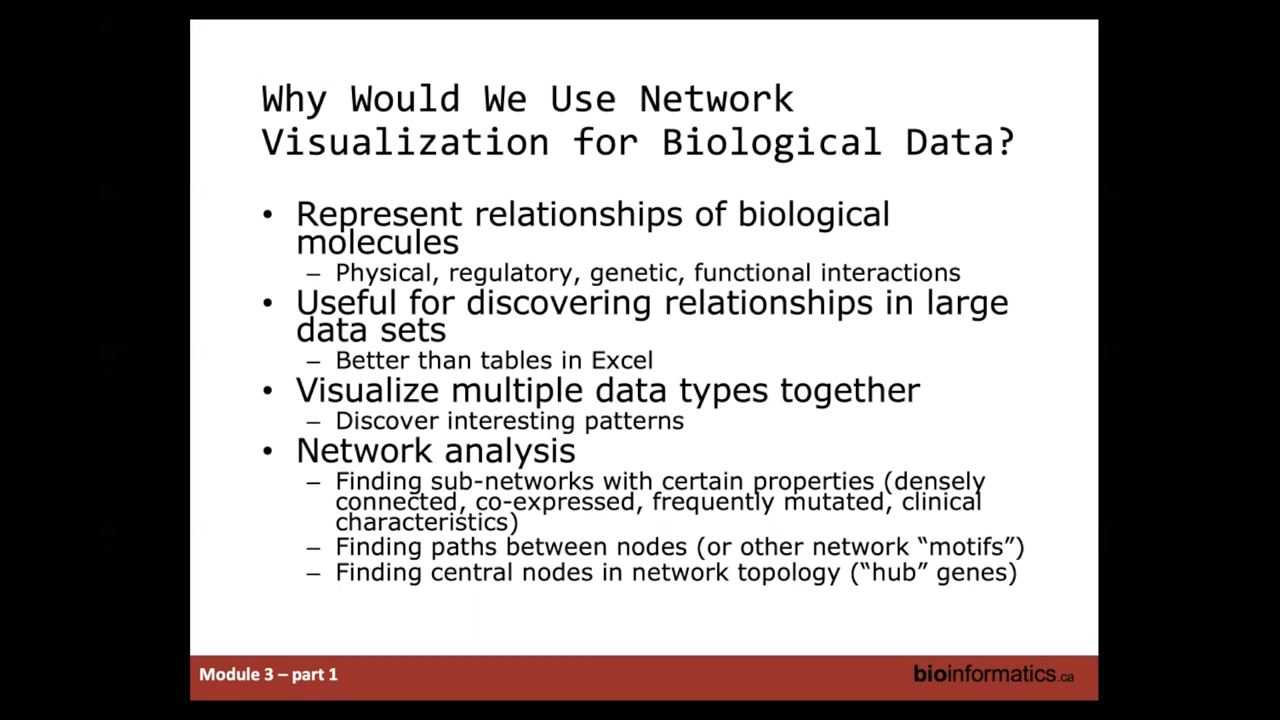 Why Would We Use Network
Visualization for Biological Data?
• Represent relationships of biological
molecules
– Physical, regulatory, genetic, functional interactions
• Useful for discovering relationships in large
data sets
– Better than tables in Excel
• Visualize multiple data types together
– Discover interesting patterns
• Network analysis
– Finding sub-networks with certain properties (densely
connected, co-expressed, frequently mutated, clinical
characteristics)
– Finding paths between nodes (or other network “motifs”)
– Finding central nodes in network topology (“hub” genes)
Module 3 – part 1
bioinformatics.ca